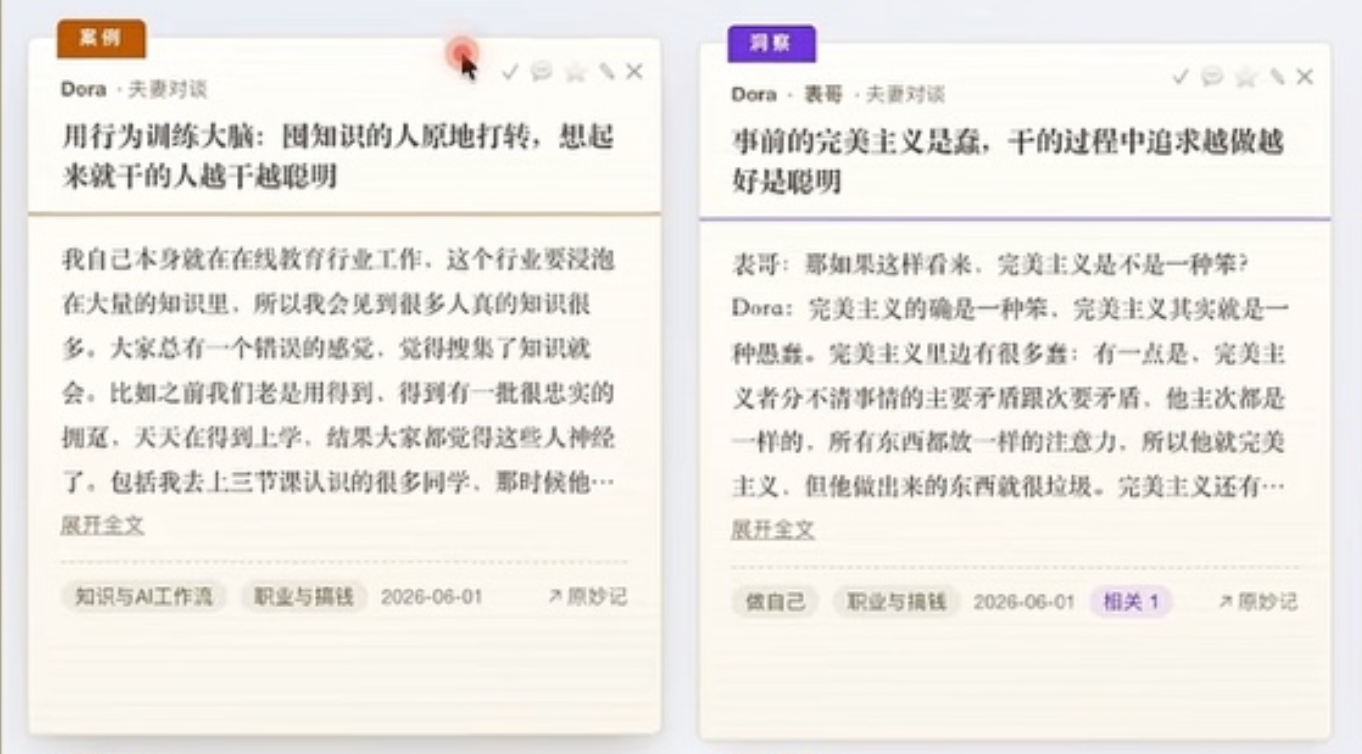 案例
Dora · 夫妻对谈
用行为训练大脑：囤知识的人原地打转，想起
来就干的人越干越聪明
我自己本身就在在线教育行业工作，这个行业要浸泡
在大量的知识里，所以我会见到很多人真的知识很
多。大家总有一个错误的感觉，觉得搜集了知识就
会。比如之前我们老是用得到，得到有一批很忠实的
拥趸，天天在得到上学，结果大家都觉得这些人神经
了。包括我去上三节课认识的很多同学，那时候他…
展开全文
知识与AI工作流 职业与搞钱 2026-06-01 ↗原妙记
洞察
Dora · 表哥 · 夫妻对谈
事前的完美主义是蠢，干的过程中追求越做越
好是聪明
表哥：那如果这样看来，完美主义是不是一种笨？
Dora：完美主义的确是一种笨，完美主义其实就是一
种愚蠢。完美主义里边有很多蠢：有一点是，完美主
义者分不清事情的主要矛盾跟次要矛盾，他主次都是
一样的，所有东西都放一样的注意力，所以他就完美
主义，但他做出来的东西就很垃圾。完美主义还有…
展开全文
做自己 职业与搞钱 2026-06-01 相关 1 ↗原妙记